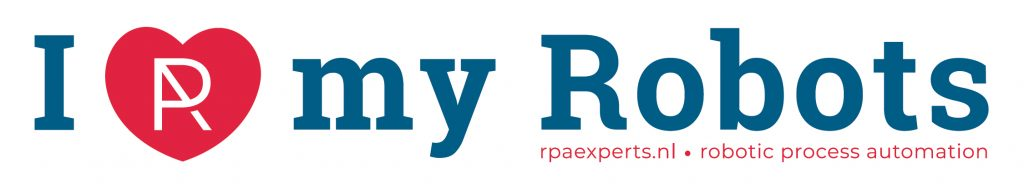 I R my Robots
rpaexperts.nl • robotic process automation